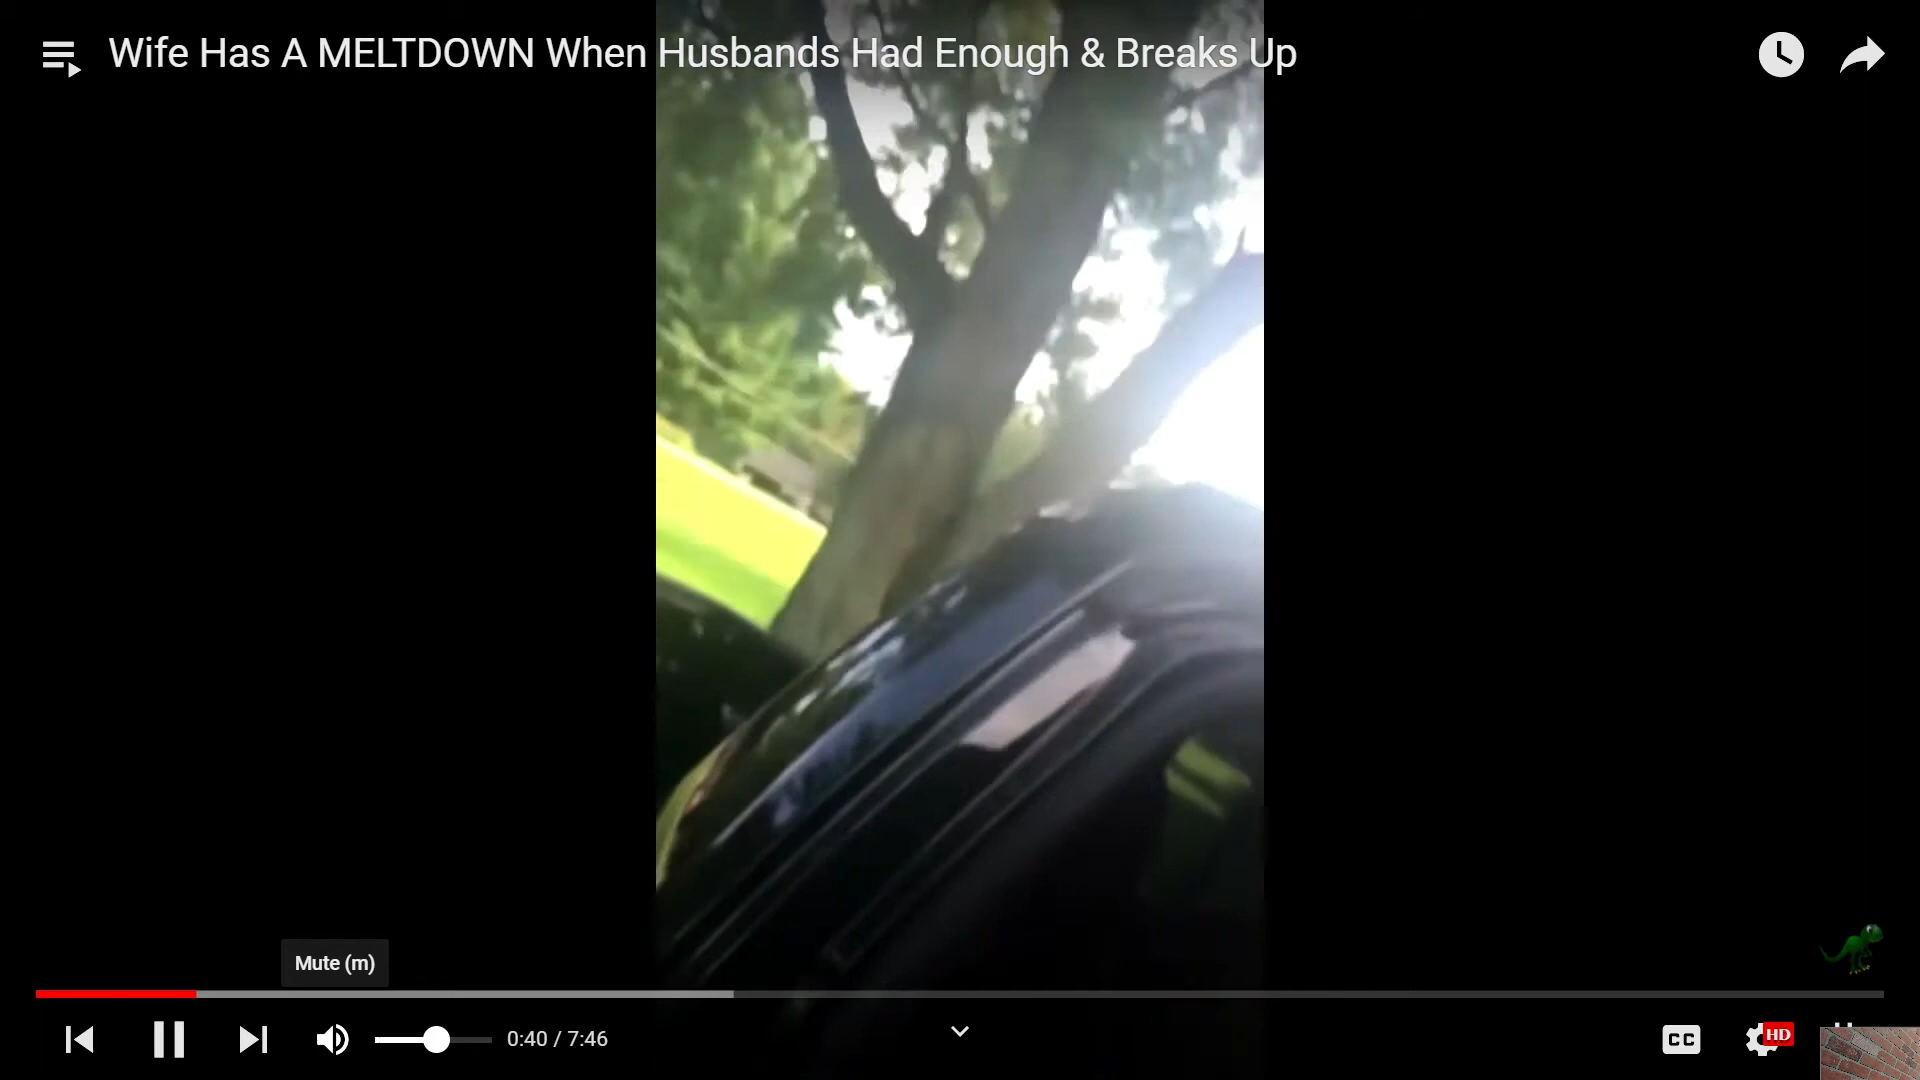 Wife Has A MELTDOWN When Husbands Had Enough & Breaks Up
Mute (m)
0:40 / 7:46
CC
HD